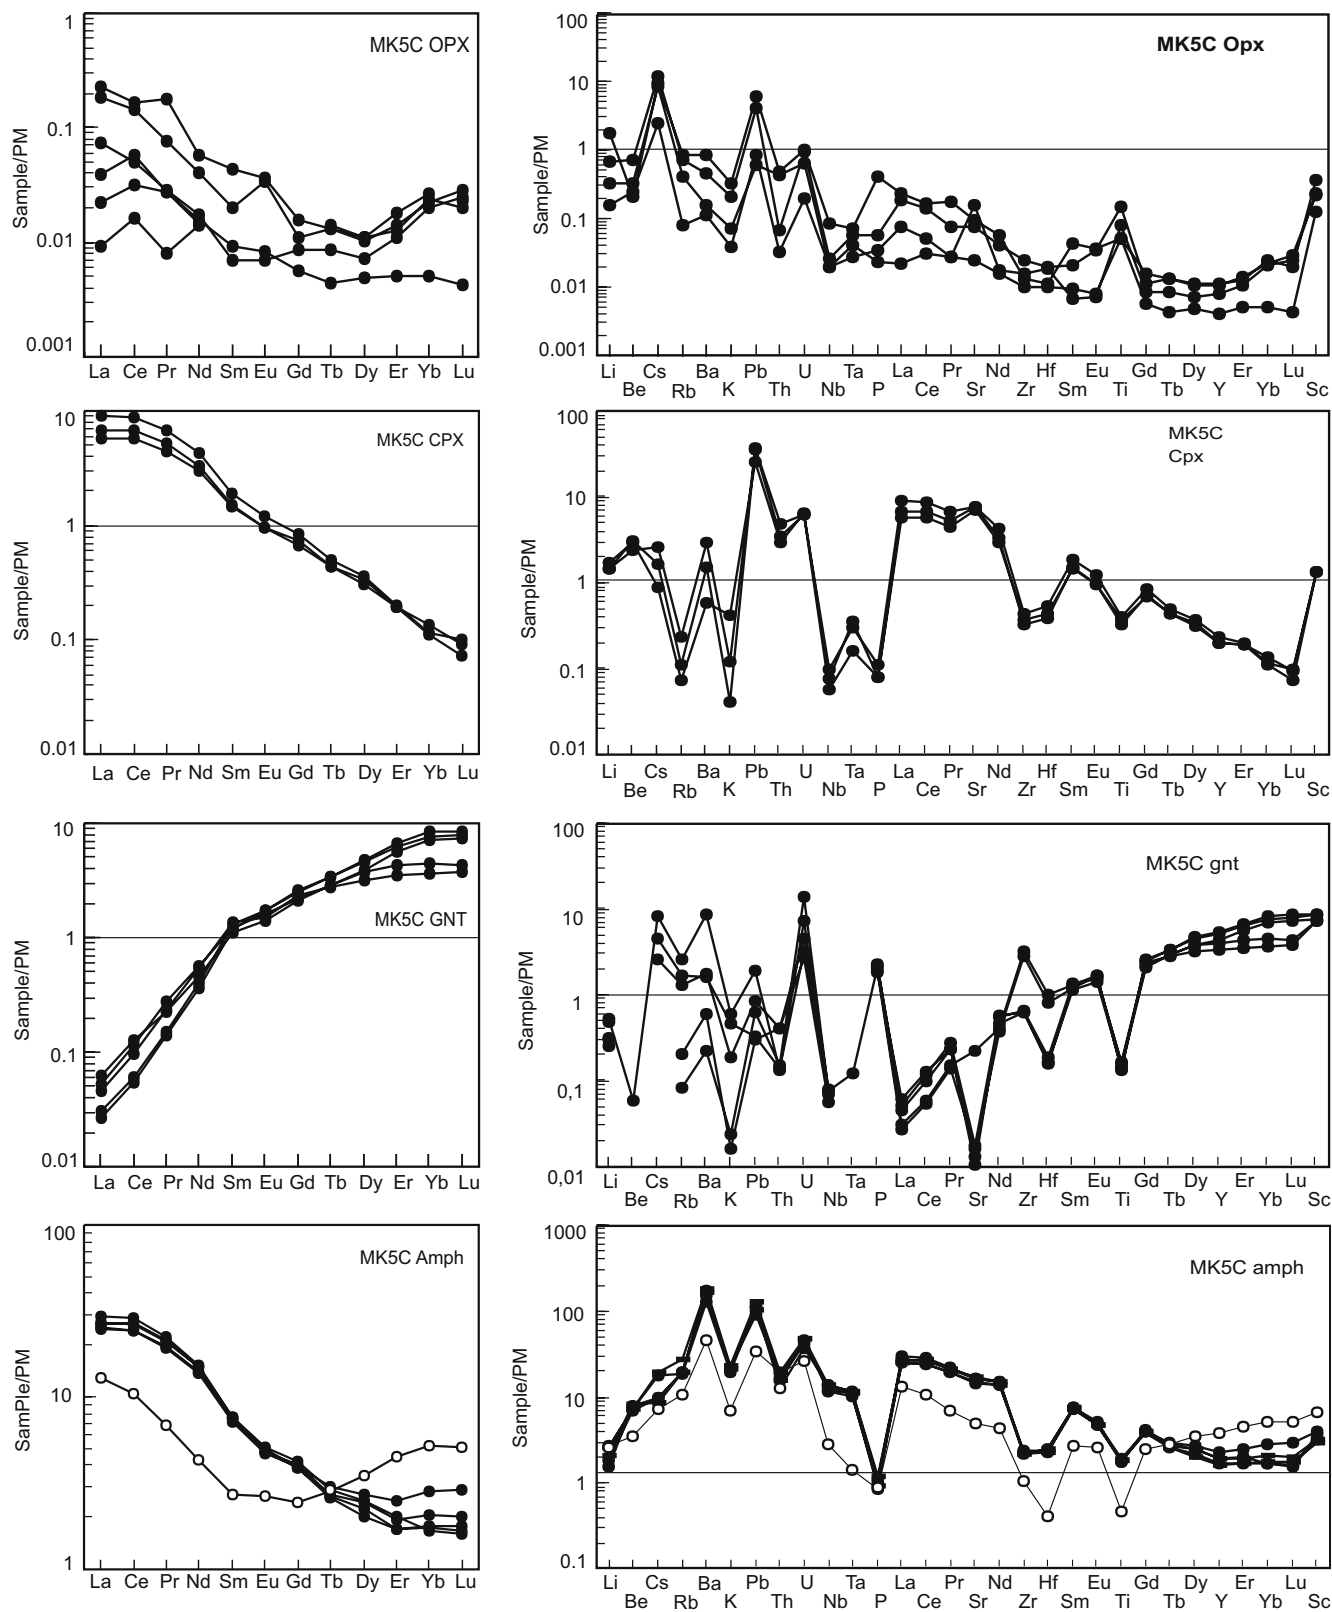 1
0.1
0.01
0.001
Sample/PM
MK5C OPX
La Ce Pr Nd Sm Eu Gd Tb Dy Er Yb Lu
100
10
1
0.1
0.01
0.001
Sample/PM
MK5C Opx
Li Cs Ba Pb U Ta La Pr Nd Hf Eu Gd Dy Er Lu
Be Rb K Th Nb P Ce Sr Zr Sm Ti Tb Y Yb Sc
10
1
0.1
0.01
Sample/PM
MK5C CPX
La Ce Pr Nd Sm Eu Gd Tb Dy Er Yb Lu
100
10
1
0.1
0.01
Sample/PM
MK5C
Cpx
Li Cs Ba Pb U Ta La Pr Nd Hf Eu Gd Dy Er Lu
Be Rb K Th Nb P Ce Sr Zr Sm Ti Tb Y Yb Sc
10
1
0.1
0.01
Sample/PM
MK5C GNT
La Ce Pr Nd Sm Eu Gd Tb Dy Er Yb Lu
100
10
1
0,1
0,01
Sample/PM
MK5C gnt
Li Cs Ba Pb U Ta La Pr Nd Hf Eu Gd Dy Er Lu
Be Rb K Th Nb P Ce Sr Zr Sm Ti Tb Y Yb Sc
100
10
1
SamPle/PM
MK5C Amph
La Ce Pr Nd Sm Eu Gd Tb Dy Er Yb Lu
1000
100
10
1
0.1
Sample/PM
MK5C amph
Li Cs Ba Pb U Ta La Pr Nd Hf Eu Gd Dy Er Lu
Be Rb K Th Nb P Ce Sr Zr Sm Ti Tb Y Yb Sc